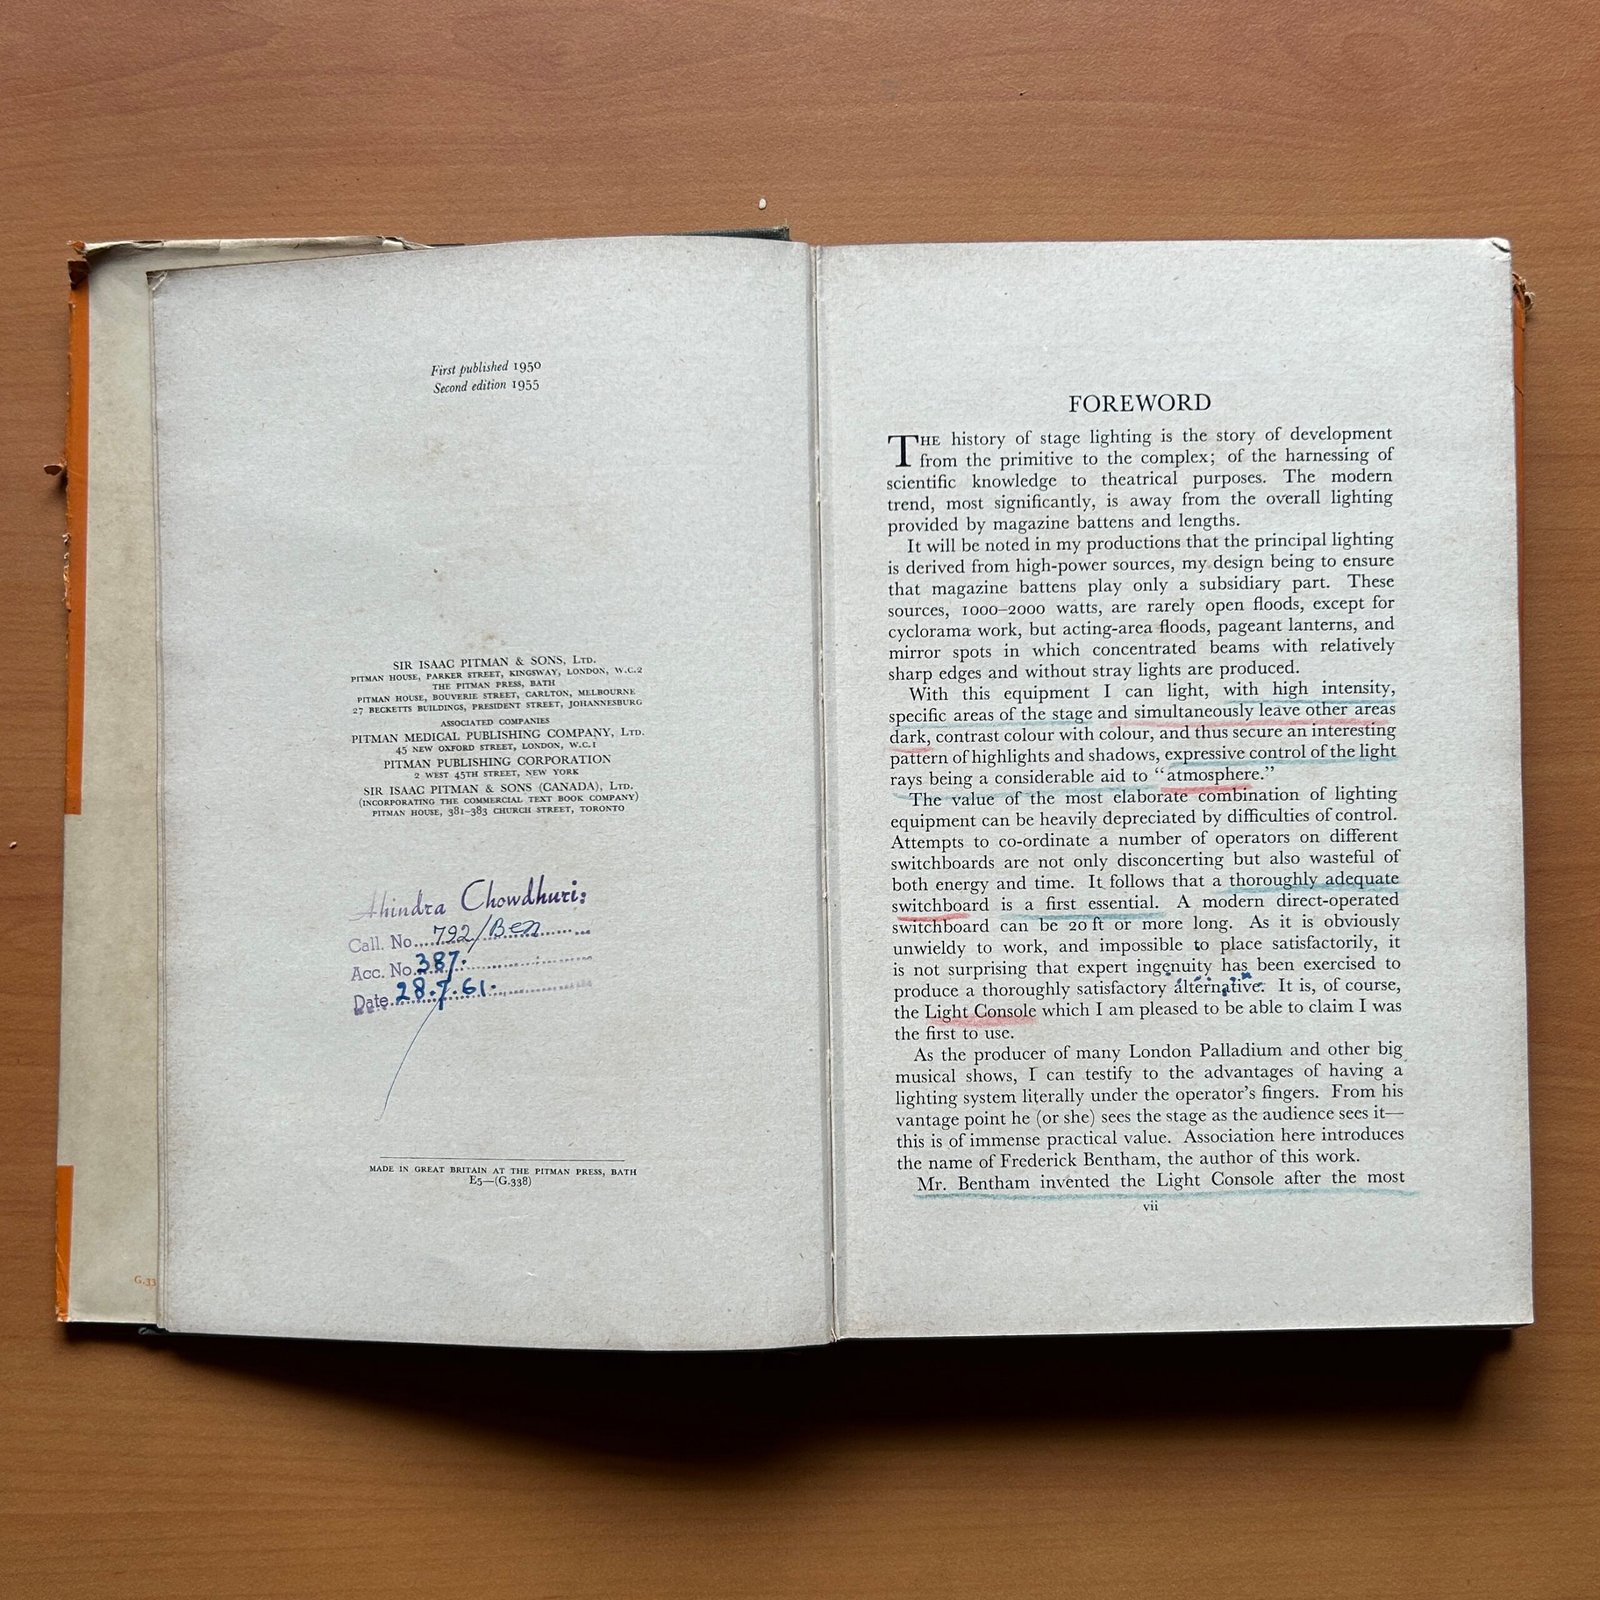 First published 1950
Second edition 1955
SIR ISAAC PITMAN & SONS, LTD.
PITMAN HOUSE, PARKER STREET, KINGSWAY, LONDON, W.C.2
THE PITMAN PRESS, BATH
PITMAN HOUSE, BOUVERIE STREET, CARLTON, MELBOURNE
27 BECKETTS BUILDINGS, PRESIDENT STREET, JOHANNESBURG
ASSOCIATED COMPANIES
PITMAN MEDICAL PUBLISHING COMPANY, LTD.
45 NEW OXFORD STREET, LONDON, W.C.1
PITMAN PUBLISHING CORPORATION
2 WEST 45TH STREET, NEW YORK
SIR ISAAC PITMAN & SONS (CANADA), LTD.
(INCORPORATING THE COMMERCIAL TEXT BOOK COMPANY)
PITMAN HOUSE, 381–383 CHURCH STREET, TORONTO
Ahindra Chowdhuri:
Call. No. 792/Ben
Acc. No. 387.
Date. 28.7.61.
MADE IN GREAT BRITAIN AT THE PITMAN PRESS, BATH
E5—(G.338)
G.33
FOREWORD
THE history of stage lighting is the story of development
from the primitive to the complex; of the harnessing of
scientific knowledge to theatrical purposes. The modern
trend, most significantly, is away from the overall lighting
provided by magazine battens and lengths.
It will be noted in my productions that the principal lighting
is derived from high-power sources, my design being to ensure
that magazine battens play only a subsidiary part. These
sources, 1000–2000 watts, are rarely open floods, except for
cyclorama work, but acting-area floods, pageant lanterns, and
mirror spots in which concentrated beams with relatively
sharp edges and without stray lights are produced.
With this equipment I can light, with high intensity,
specific areas of the stage and simultaneously leave other areas
dark, contrast colour with colour, and thus secure an interesting
pattern of highlights and shadows, expressive control of the light
rays being a considerable aid to “atmosphere.”
The value of the most elaborate combination of lighting
equipment can be heavily depreciated by difficulties of control.
Attempts to co-ordinate a number of operators on different
switchboards are not only disconcerting but also wasteful of
both energy and time. It follows that a thoroughly adequate
switchboard is a first essential. A modern direct-operated
switchboard can be 20 ft or more long. As it is obviously
unwieldy to work, and impossible to place satisfactorily, it
is not surprising that expert ingenuity has been exercised to
produce a thoroughly satisfactory alternative. It is, of course,
the Light Console which I am pleased to be able to claim I was
the first to use.
As the producer of many London Palladium and other big
musical shows, I can testify to the advantages of having a
lighting system literally under the operator’s fingers. From his
vantage point he (or she) sees the stage as the audience sees it—
this is of immense practical value. Association here introduces
the name of Frederick Bentham, the author of this work.
Mr. Bentham invented the Light Console after the most
vii